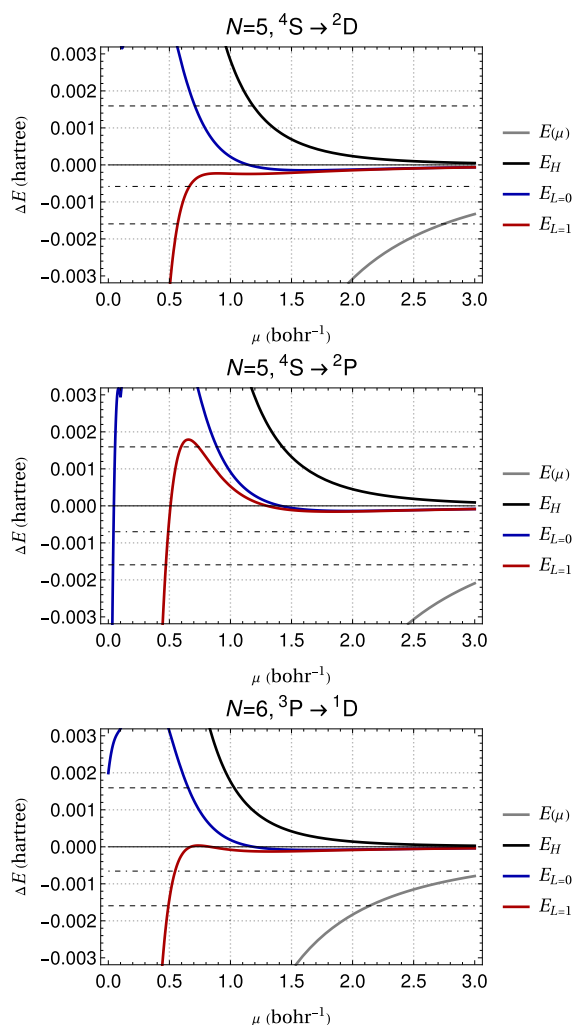 N=5, ⁴S → ²D
0.003
0.002
0.001
0.000
−0.001
−0.002
−0.003
ΔE (hartree)
0.0 0.5 1.0 1.5 2.0 2.5 3.0
μ (bohr⁻¹)
E(μ)
E_H
E_{L=0}
E_{L=1}
N=5, ⁴S → ²P
0.003
0.002
0.001
0.000
−0.001
−0.002
−0.003
ΔE (hartree)
0.0 0.5 1.0 1.5 2.0 2.5 3.0
μ (bohr⁻¹)
E(μ)
E_H
E_{L=0}
E_{L=1}
N=6, ³P → ¹D
0.003
0.002
0.001
0.000
−0.001
−0.002
−0.003
ΔE (hartree)
0.0 0.5 1.0 1.5 2.0 2.5 3.0
μ (bohr⁻¹)
E(μ)
E_H
E_{L=0}
E_{L=1}